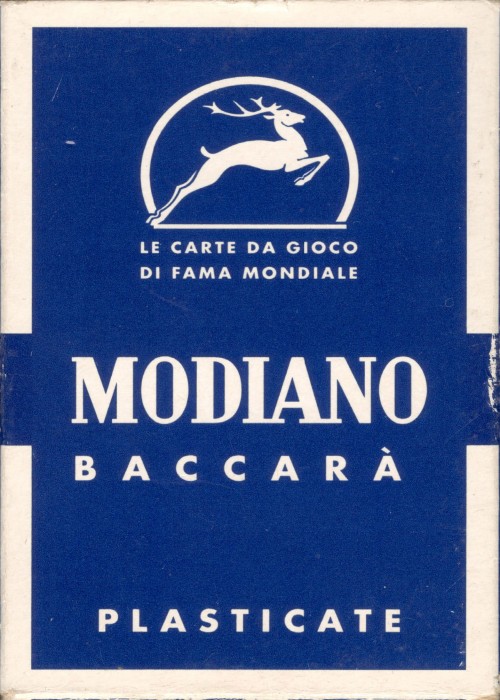 LE CARTE DA GIOCO
DI FAMA MONDIALE
MODIANO
BACCARÀ
PLASTICATE